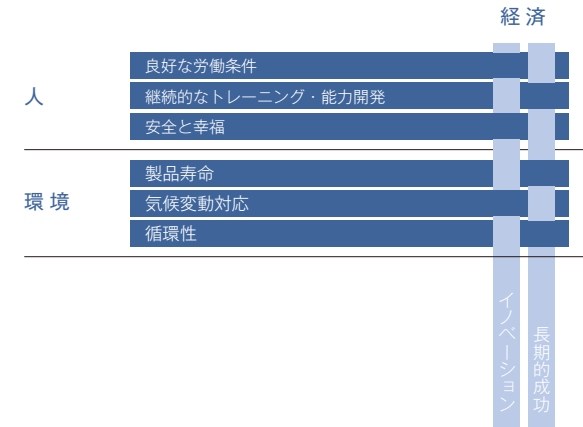 経済
人
良好な労働条件
継続的なトレーニング・能力開発
安全と幸福
環境
製品寿命
気候変動対応
循環性
イノベーション
長期的成功